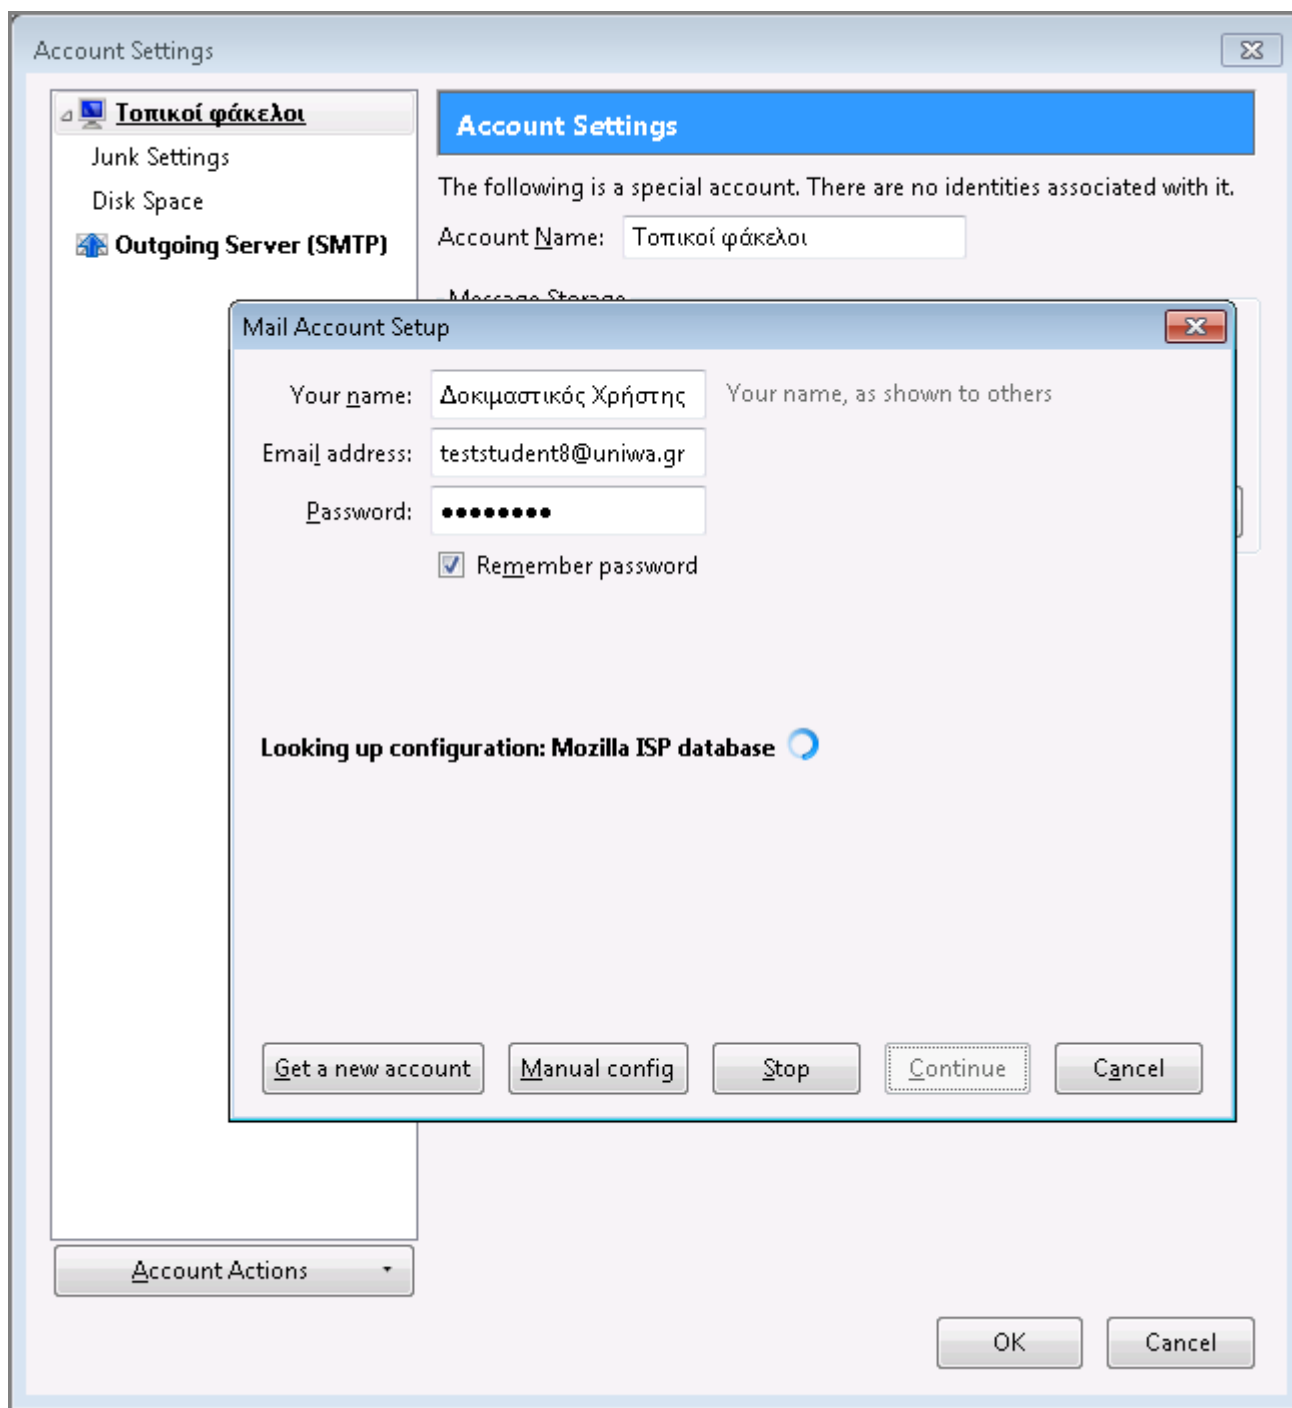 Account Settings
Τοπικοί φάκελοι
Junk Settings
Disk Space
Outgoing Server (SMTP)
Account Settings
The following is a special account. There are no identities associated with it.
Account Name: Τοπικοί φάκελοι
Message Storage
Mail Account Setup
Your name: Δοκιμαστικός Χρήστης Your name, as shown to others
Email address: teststudent8@uniwa.gr
Password: ●●●●●●●●
Remember password
Looking up configuration: Mozilla ISP database
Get a new account Manual config Stop Continue Cancel
Account Actions
OK Cancel